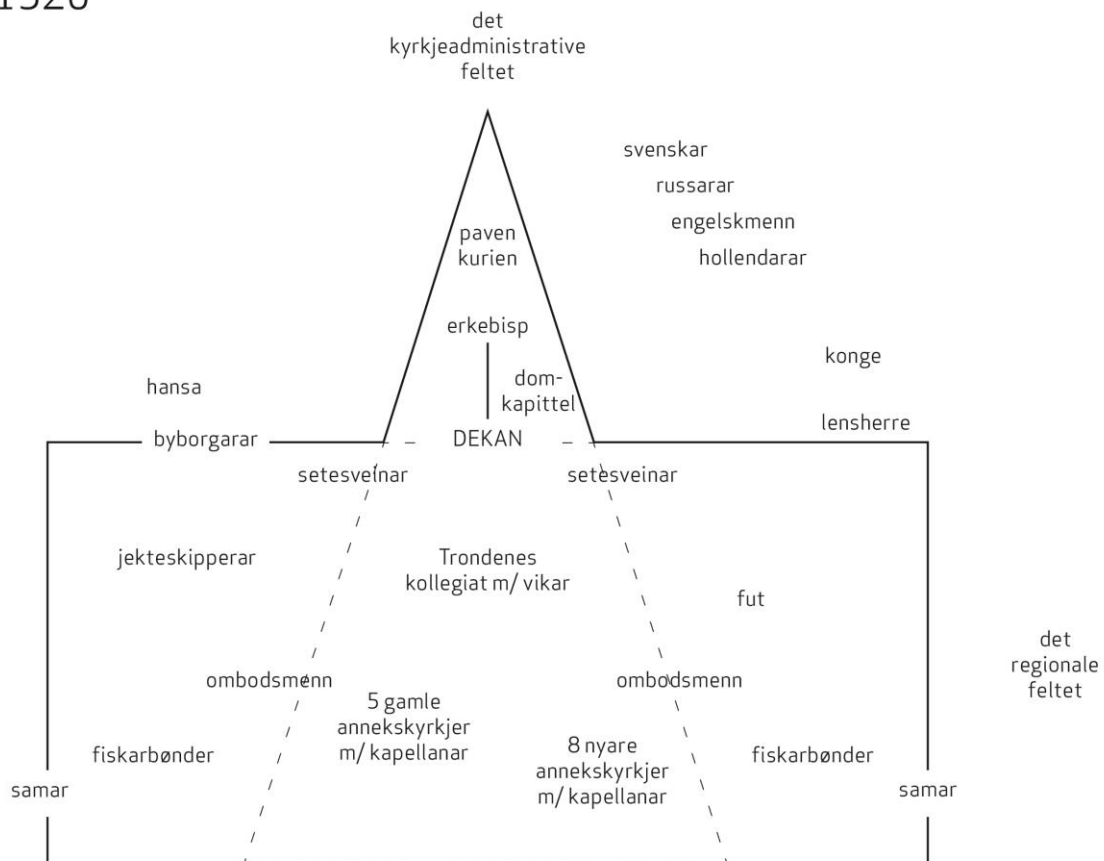 1520
det
kyrkjeadministrative
feltet
svenskar
russarar
engelskmenn
hollendarar
paven
kurien
erkebisp
konge
dom-
kapittel
hansa
lensherre
byborgarar
DEKAN
setesveinar
setesveinar
jekteskipperar
Trondenes
kollegiat m/ vikar
fut
det
regionale
feltet
ombodsmenn
ombodsmenn
5 gamle
annekskyrkjer
m/ kapellanar
8 nyare
annekskyrkjer
m/ kapellanar
fiskarbønder
fiskarbønder
samar
samar